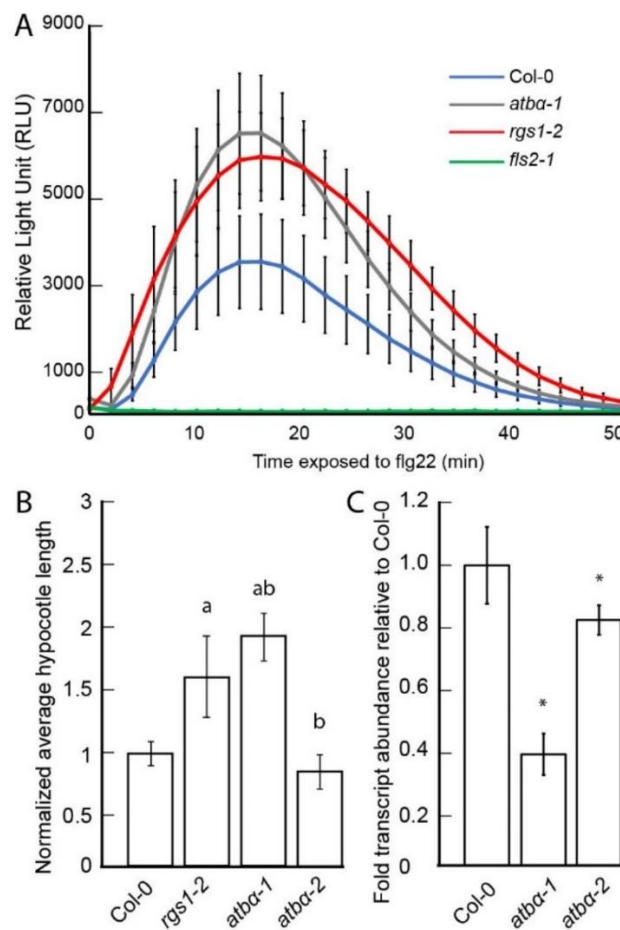 A
9000
7000
5000
3000
1000
0
Relative Light Unit (RLU)
Col-0
atbα-1
rgs1-2
fls2-1
0 10 20 30 40 50
Time exposed to flg22 (min)
B
Normalized average hypocotle length
3
2.5
2
1.5
1
0.5
0
a
ab
b
Col-0 rgs1-2 atbα-1 atbα-2
C
Fold transcript abundance relative to Col-0
1.2
1.0
0.8
0.6
0.4
0.2
0
*
*
Col-0 atbα-1 atbα-2